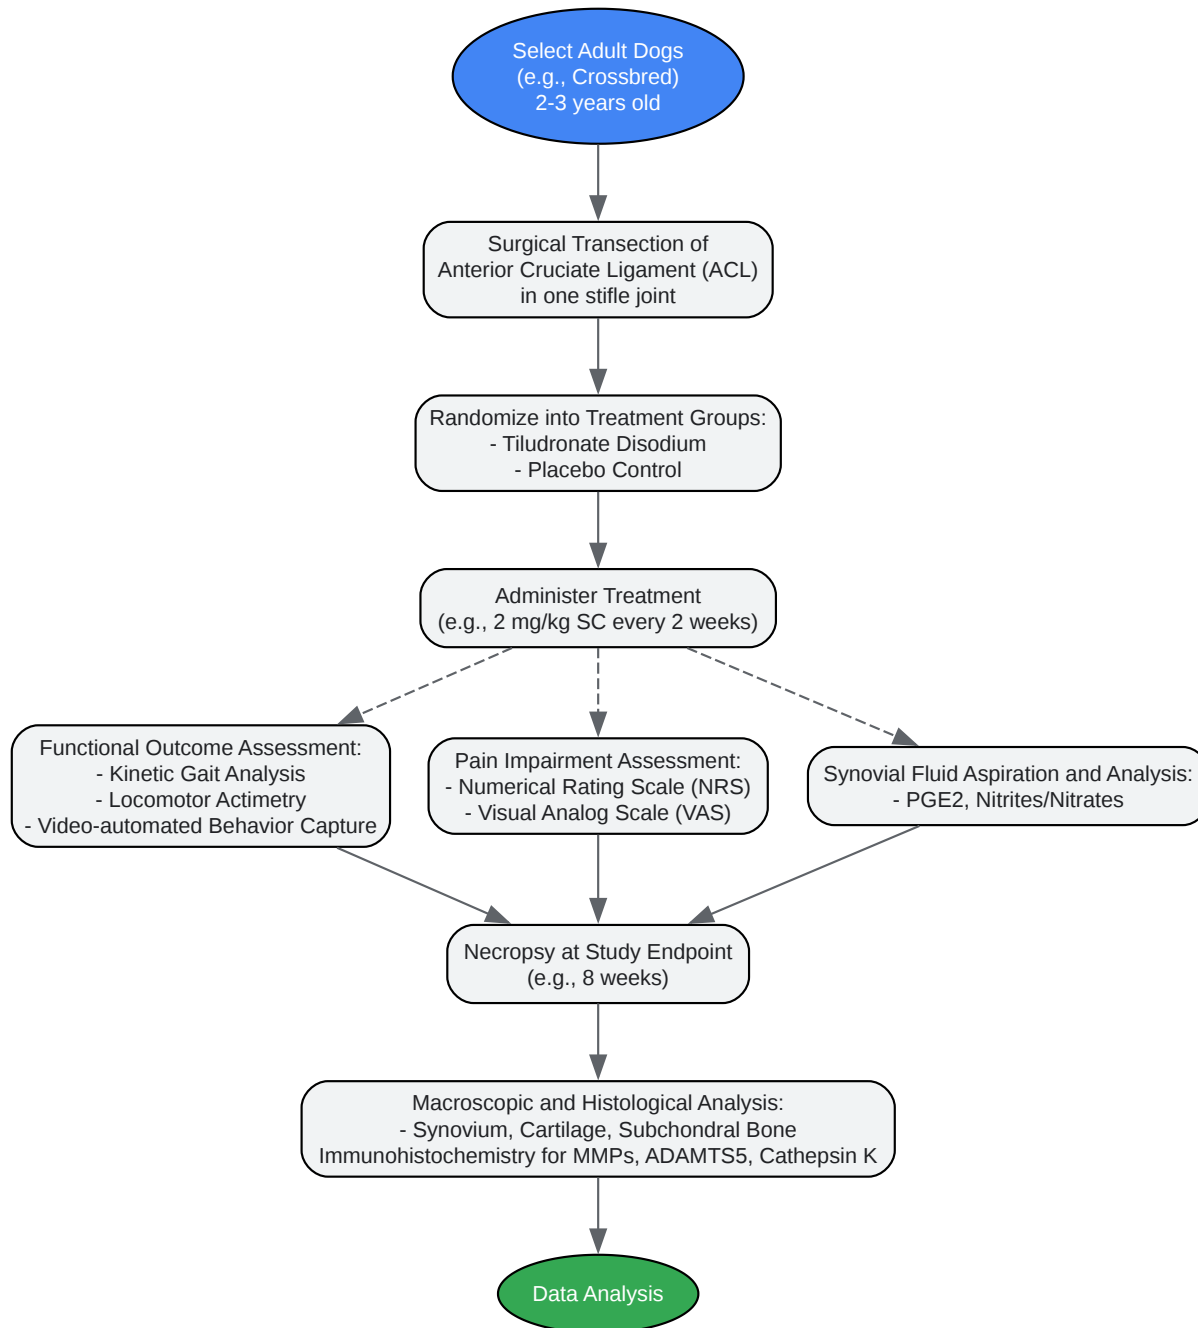 Select Adult Dogs
(e.g., Crossbred)
2-3 years old
Surgical Transection of
Anterior Cruciate Ligament (ACL)
in one stifle joint
Randomize into Treatment Groups:
- Tiludronate Disodium
- Placebo Control
Administer Treatment
(e.g., 2 mg/kg SC every 2 weeks)
Functional Outcome Assessment:
- Kinetic Gait Analysis
- Locomotor Actimetry
- Video-automated Behavior Capture
Pain Impairment Assessment:
- Numerical Rating Scale (NRS)
- Visual Analog Scale (VAS)
Synovial Fluid Aspiration and Analysis:
- PGE2, Nitrites/Nitrates
Necropsy at Study Endpoint
(e.g., 8 weeks)
Macroscopic and Histological Analysis:
- Synovium, Cartilage, Subchondral Bone
Immunohistochemistry for MMPs, ADAMTS5, Cathepsin K
Data Analysis